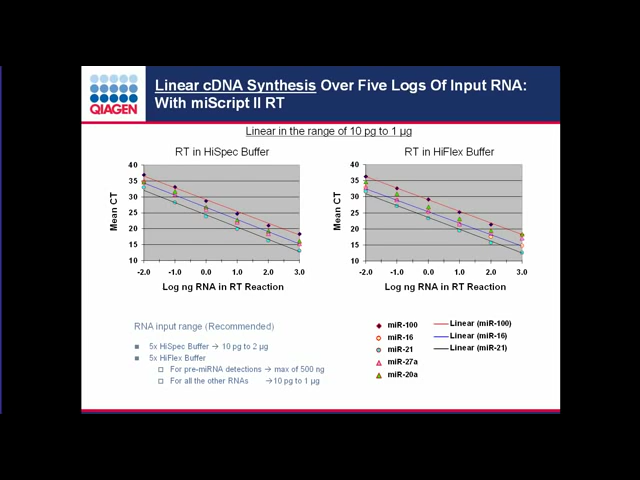 QIAGEN
Linear cDNA Synthesis Over Five Logs Of Input RNA:
With miScript II RT
Linear in the range of 10 pg to 1 µg
RT in HiSpec Buffer
40
35
30
25
20
15
10
Mean CT
-2.0 -1.0 0.0 1.0 2.0 3.0
Log ng RNA in RT Reaction
RT in HiFlex Buffer
40
35
30
25
20
15
10
Mean CT
-2.0 -1.0 0.0 1.0 2.0 3.0
Log ng RNA in RT Reaction
RNA input range (Recommended)
5x HiSpec Buffer → 10 pg to 2 µg
5x HiFlex Buffer
For pre-miRNA detections → max of 500 ng
For all the other RNAs → 10 pg to 1 µg
miR-100
miR-16
miR-21
miR-27a
miR-20a
Linear (miR-100)
Linear (miR-16)
Linear (miR-21)